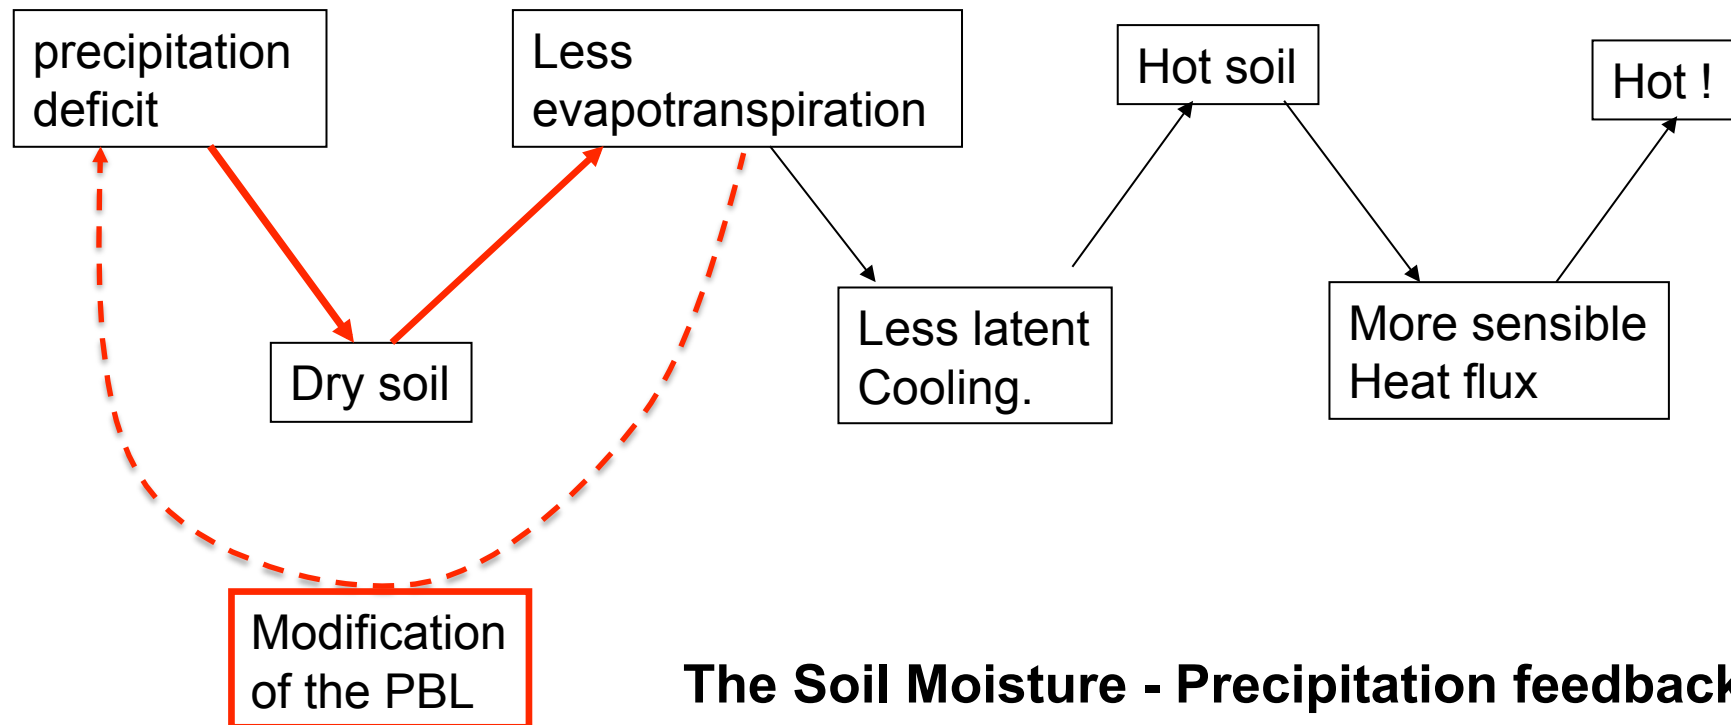 precipitation
deficit
Less
evapotranspiration
Hot soil
Hot !
Dry soil
Less latent
Cooling.
More sensible
Heat flux
Modification
of the PBL
The Soil Moisture - Precipitation feedback